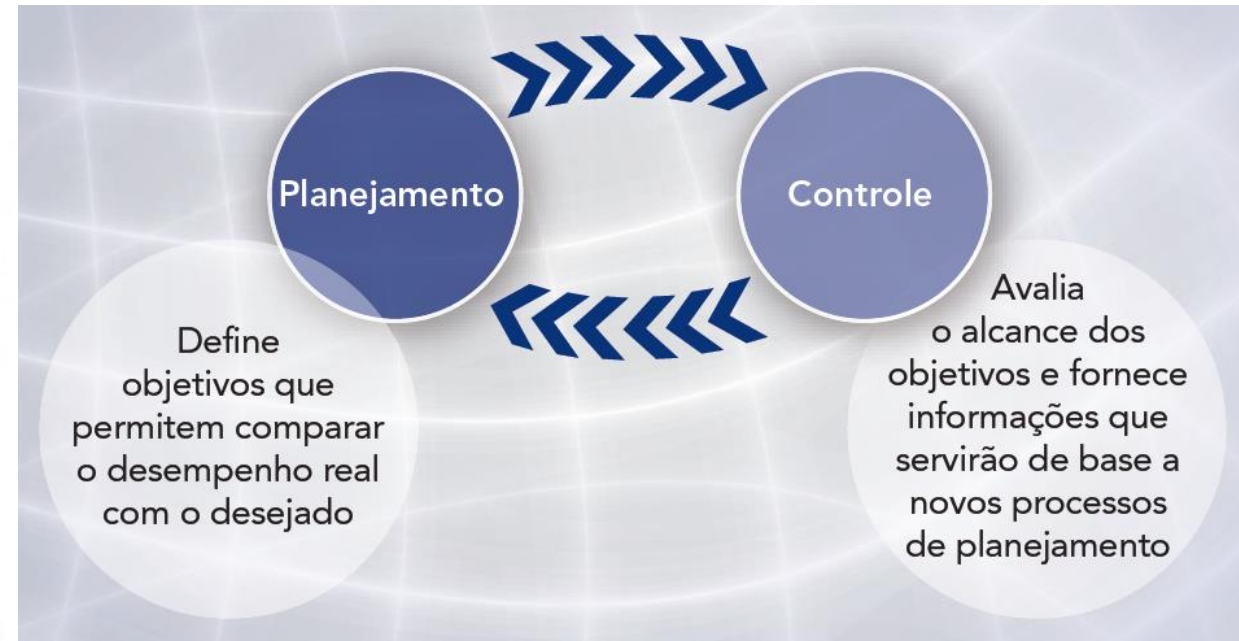 Planejamento
Controle
Define
objetivos que
permitem comparar
o desempenho real
com o desejado
Avalia
o alcance dos
objetivos e fornece
informações que
servirão de base a
novos processos
de planejamento